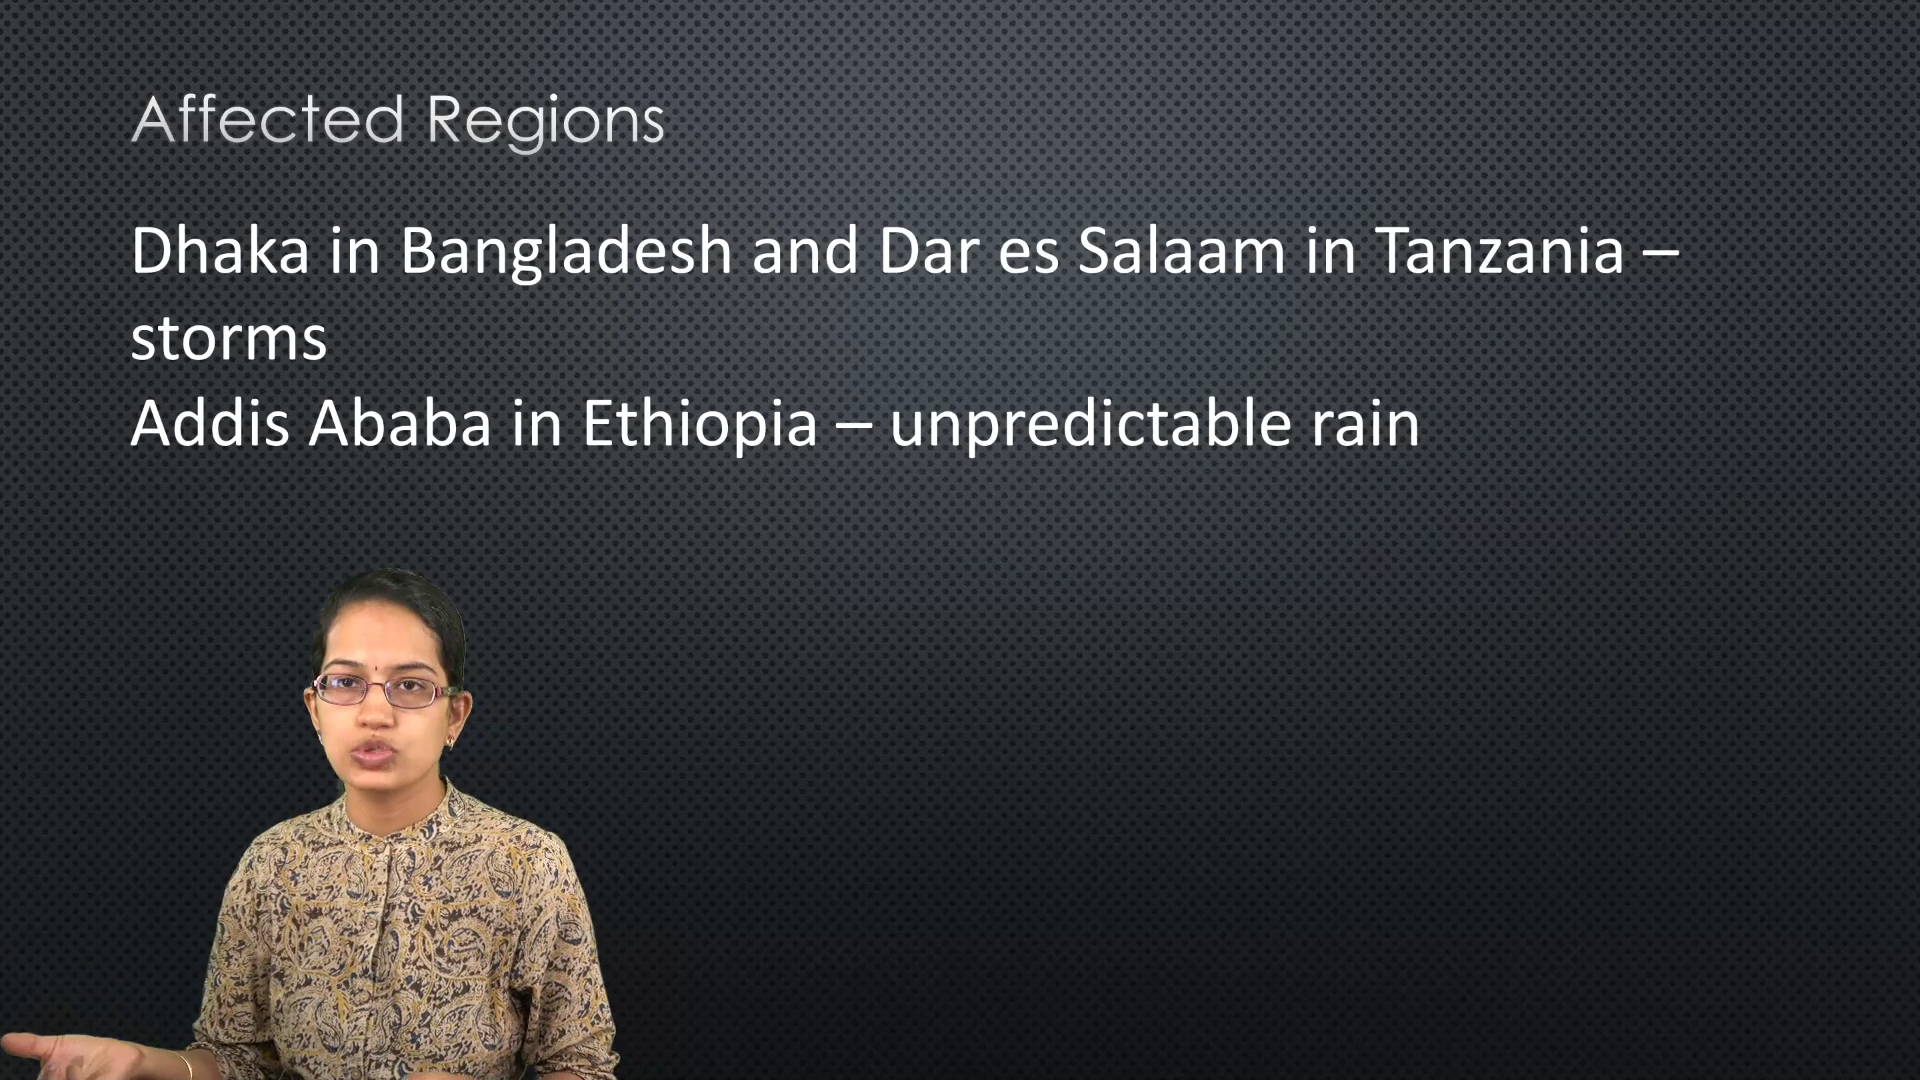 Affected Regions
Dhaka in Bangladesh and Dar es Salaam in Tanzania –
storms
Addis Ababa in Ethiopia – unpredictable rain